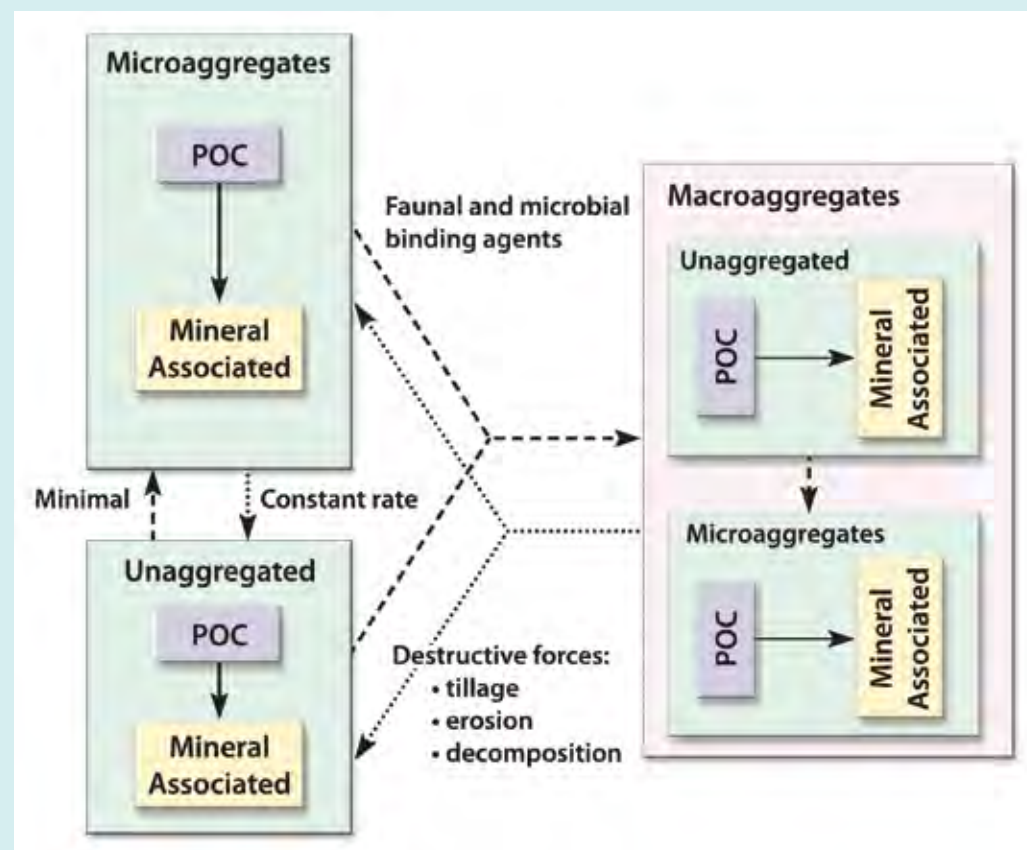 Microaggregates
POC
Mineral
Associated
Faunal and microbial
binding agents
Macroaggregates
Unaggregated
POC
Mineral
Associated
Microaggregates
POC
Mineral
Associated
Minimal
Constant rate
Unaggregated
POC
Mineral
Associated
Destructive forces:
• tillage
• erosion
• decomposition